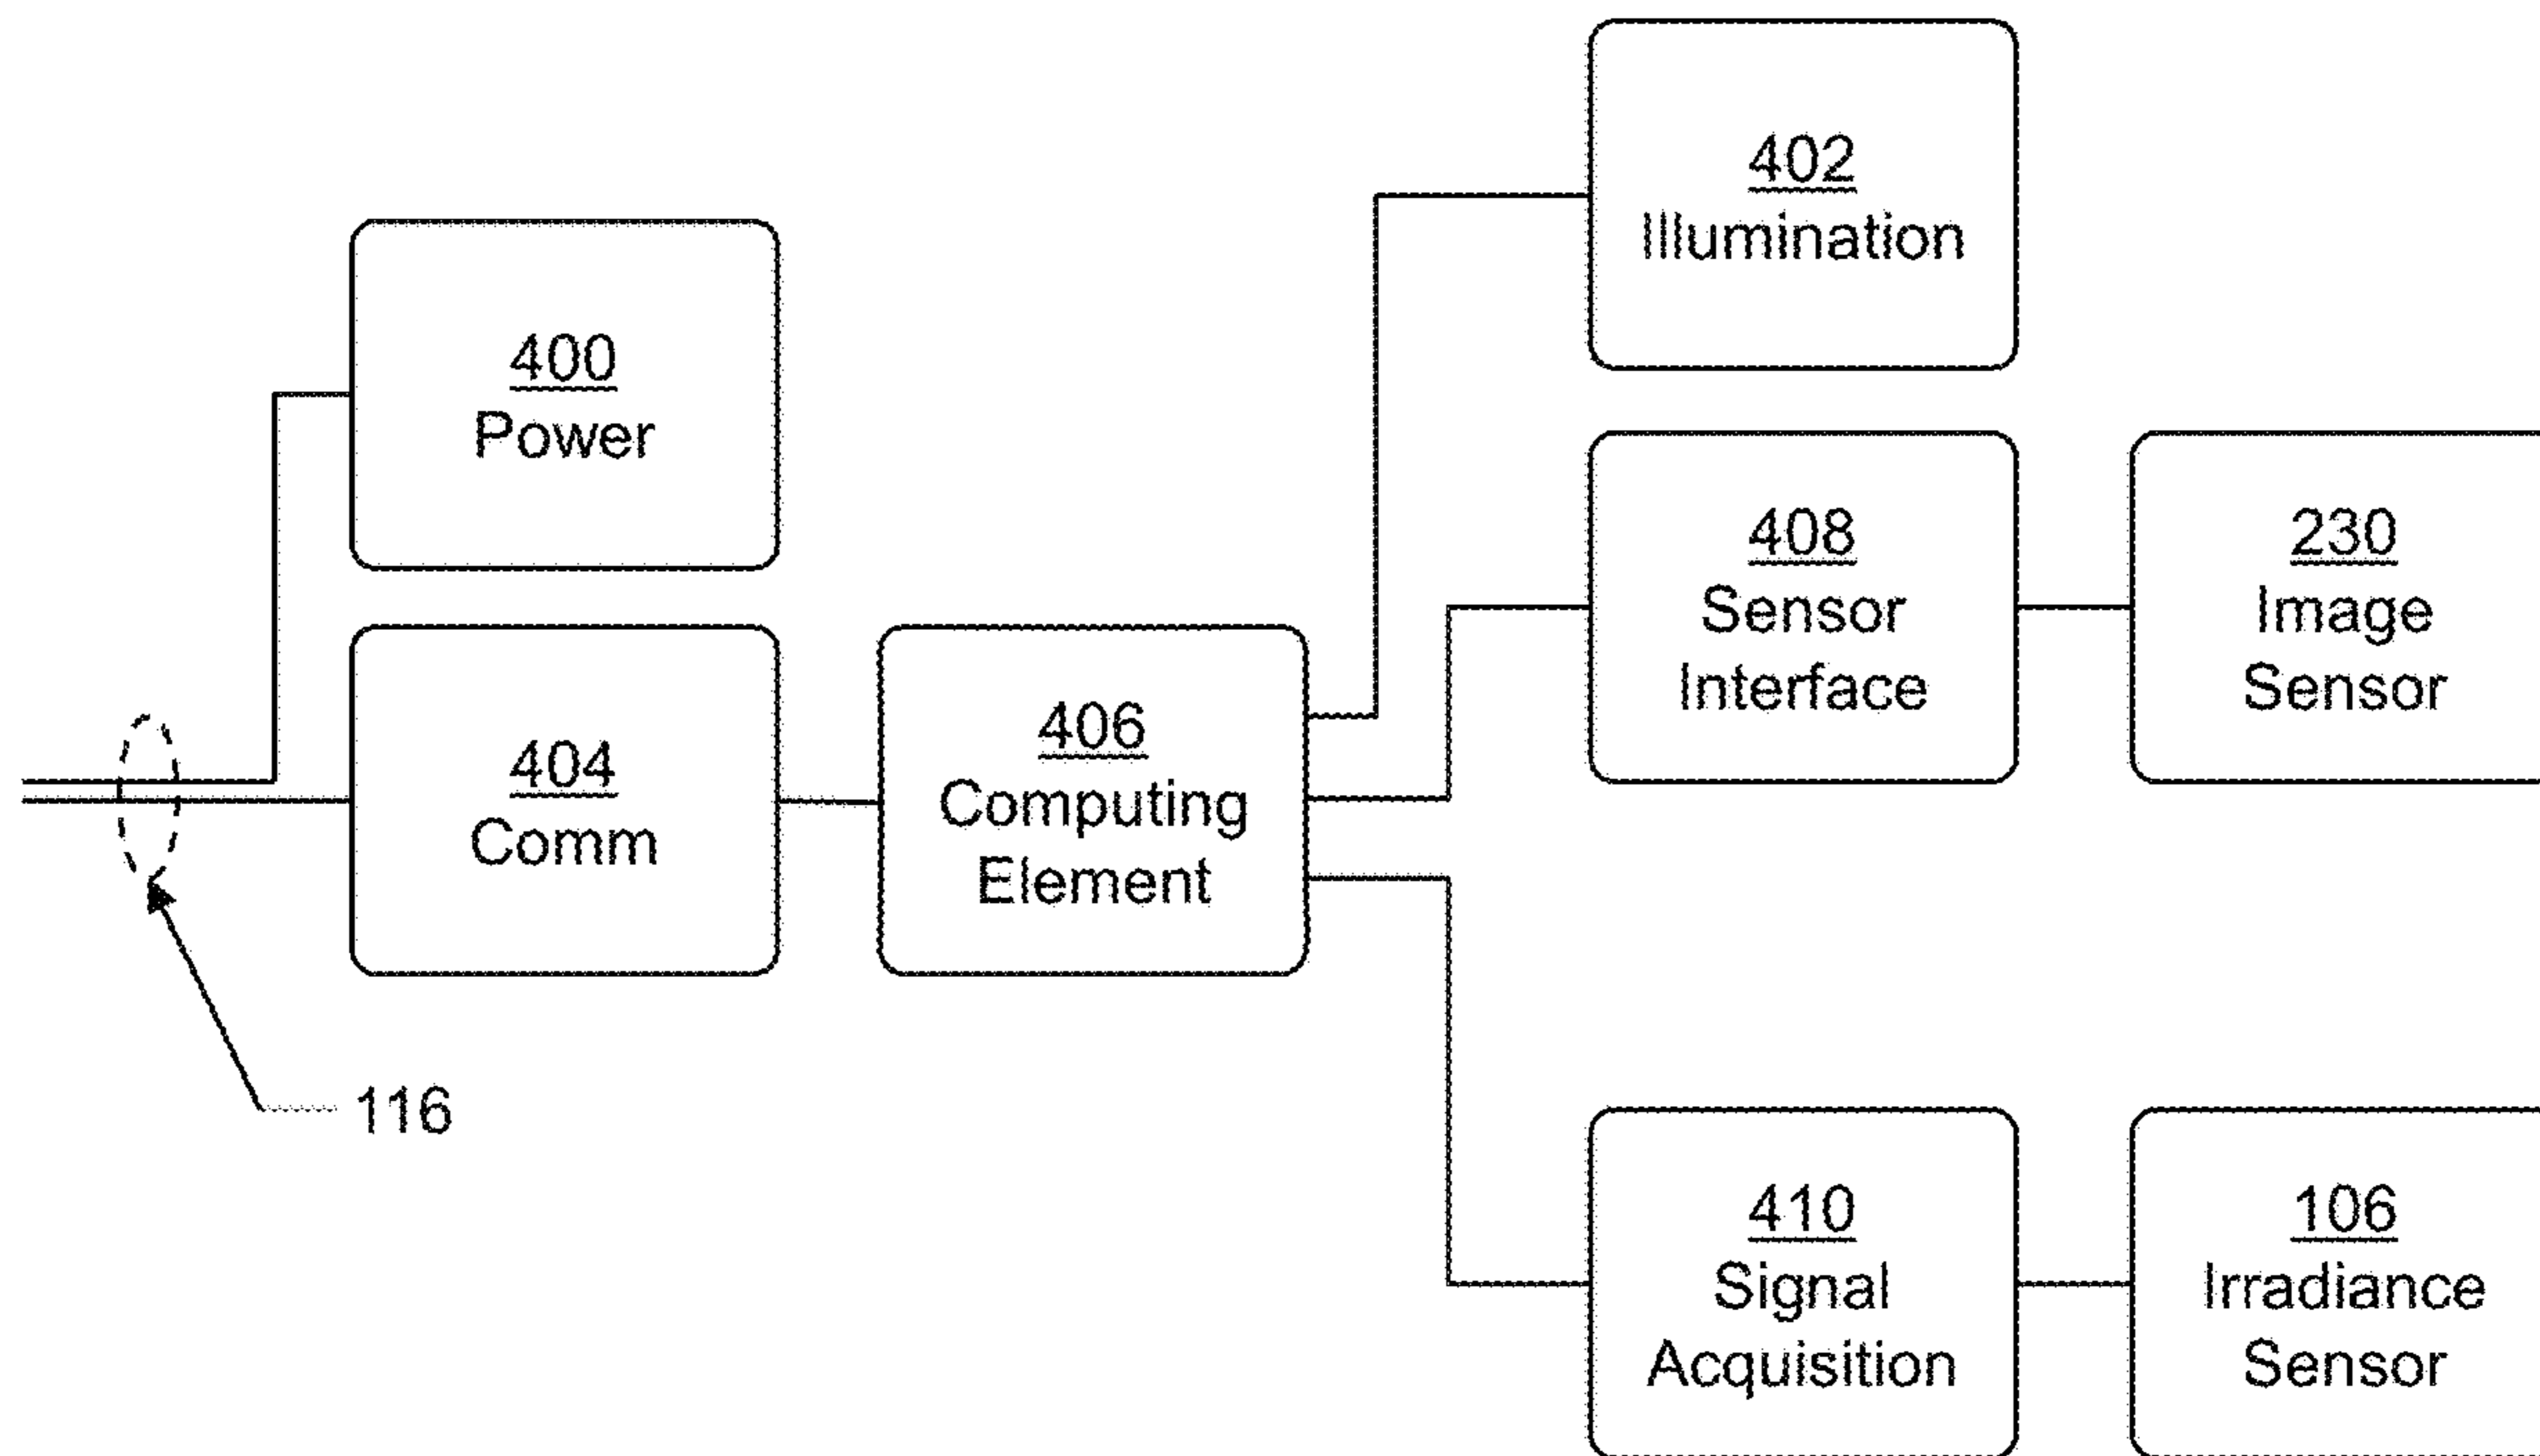 402
Illumination
400
Power
408
Sensor
Interface
230
Image
Sensor
404
Comm
406
Computing
Element
116
410
Signal
Acquisition
106
Irradiance
Sensor